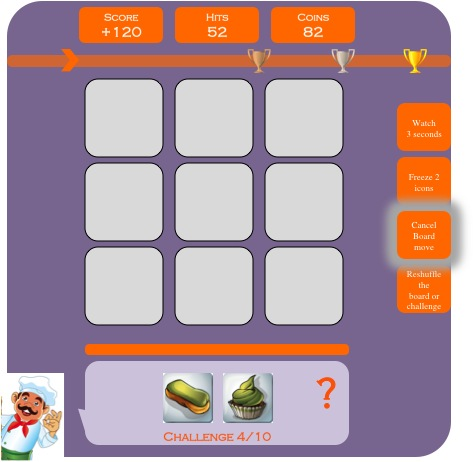 Score
+120
Hits
52
Coins
82
Watch
3 seconds
Freeze 2
icons
Cancel
Board
move
Reshuffle
the
board or
challenge
?
Challenge 4/10